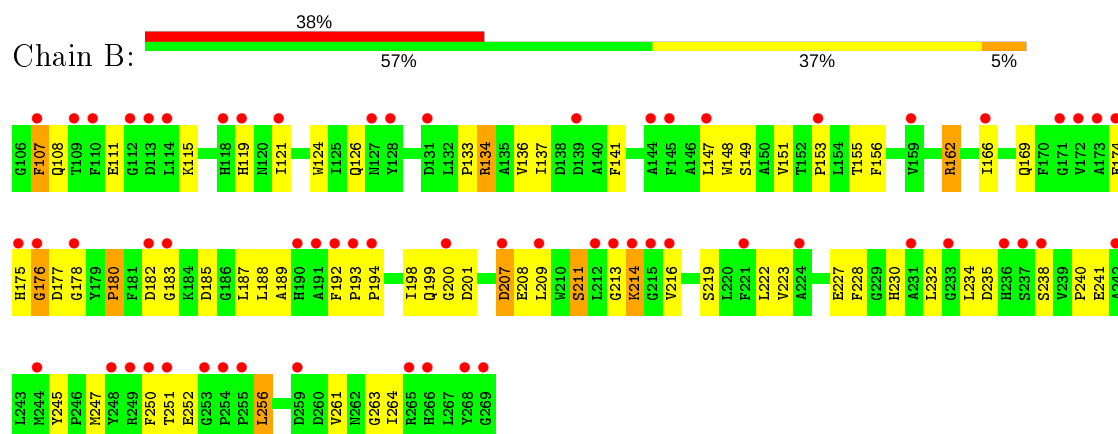 38%
Chain B:
57% 37% 5%
G106 F107 Q108 T109 F110 E111 G112 D113 L114 K115 H118 H119 N120 I121 W124 I125 Q126 N127 Y128 D131 L132 P133 R134 A135 V136 I137 D138 D139 A140 F141 A144 F145 A146 L147 W148 S149 A150 V151 T152 P153 L154 T155 F156 V159 R162 I166 Q169 F170 G171 V172 A173 E174
H175 G176 D177 G178 Y179 P180 F181 D182 G183 K184 D185 G186 L187 L188 A189 H190 A191 F192 P193 P194 I198 Q199 G200 D201 D207 E208 L209 W210 S211 L212 G213 K214 G215 V216 S219 L220 F221 L222 V223 A224 E227 F228 G229 H230 A231 L232 G233 L234 D235 H236 S237 S238 V239 P240 E241 A242
L243 M244 Y245 P246 M247 Y248 R249 F250 T251 E252 G253 P254 P255 L256 D259 D260 V261 N262 G263 I264 R265 H266 L267 Y268 G269